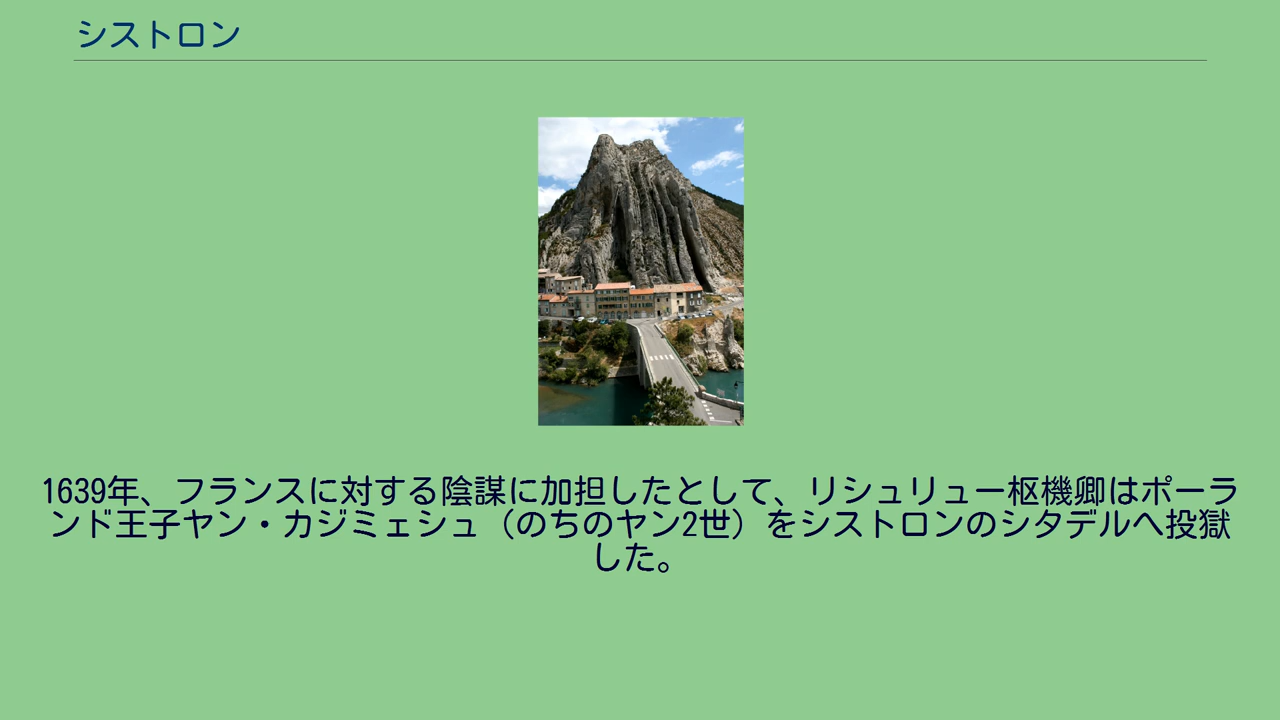 シストロン
1639年、フランスに対する陰謀に加担したとして、リシュリュー枢機卿はポーラ
ンド王子ヤン・カジミェシュ（のちのヤン2世）をシストロンのシタデルへ投獄
した。